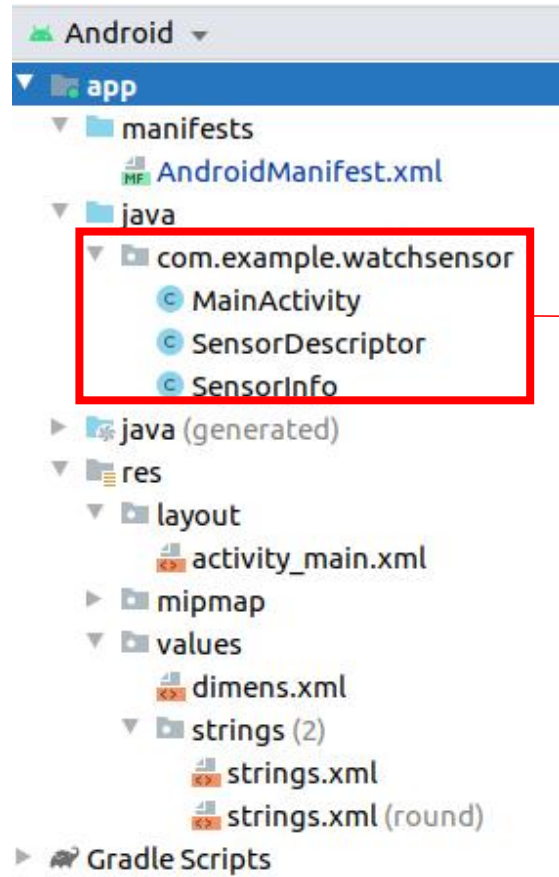 Android
app
manifests
MF AndroidManifest.xml
java
com.example.watchsensor
C MainActivity
C SensorDescriptor
C SensorInfo
java (generated)
res
layout
activity_main.xml
mipmap
values
dimens.xml
strings (2)
strings.xml
strings.xml (round)
Gradle Scripts